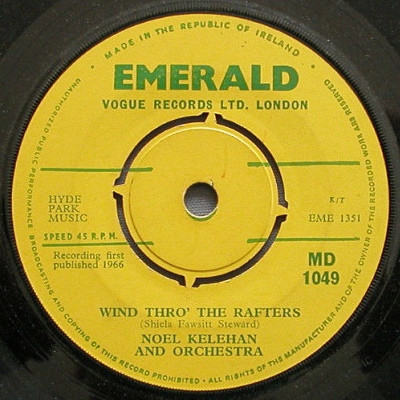 MADE IN THE REPUBLIC OF IRELAND •
EMERALD
VOGUE RECORDS LTD. LONDON
HYDE
PARK
MUSIC
SPEED 45 R.P.M.
Recording first
published 1966
K/T
EME 1351
MD
1049
WIND THRO' THE RAFTERS
(Shiela Fawsitt Steward)
NOEL KELEHAN
AND ORCHESTRA
ALL RIGHTS OF THE MANUFACTURER AND OF THE OWNER OF THE RECORDED WORK ARE RESERVED
UNAUTHORISED PUBLIC PERFORMANCE, BROADCASTING AND COPYING OF THIS RECORD PROHIBITED •